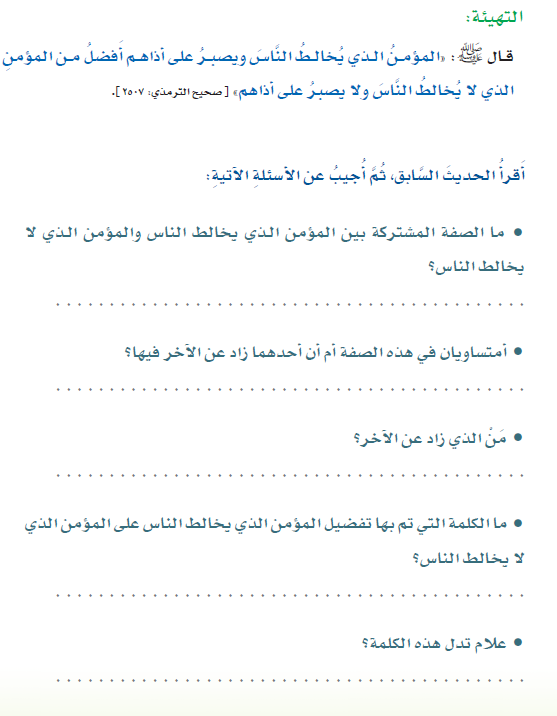 التهيئة:
قال ﷺ: «المؤمنُ الذي يُخالطُ النَّاسَ ويصبرُ على أذاهم أَفضلُ من المؤمنِ
الذي لا يُخالطُ النَّاسَ ولا يصبرُ على أذاهم» [صحيح الترمذي: ٢٥٠٧].
أَقرأُ الحديثَ السَّابق، ثُمَّ أُجيبُ عن الأسئلةِ الآتيةِ:
• ما الصفة المشتركة بين المؤمن الذي يخالط الناس والمؤمن الذي لا
يخالط الناس؟
• أمتساويان في هذه الصفة أم أن أحدهما زاد عن الآخر فيها؟
• مَنْ الذي زاد عن الآخر؟
• ما الكلمة التي تم بها تفضيل المؤمن الذي يخالط الناس على المؤمن الذي
لا يخالط الناس؟
• علام تدل هذه الكلمة؟